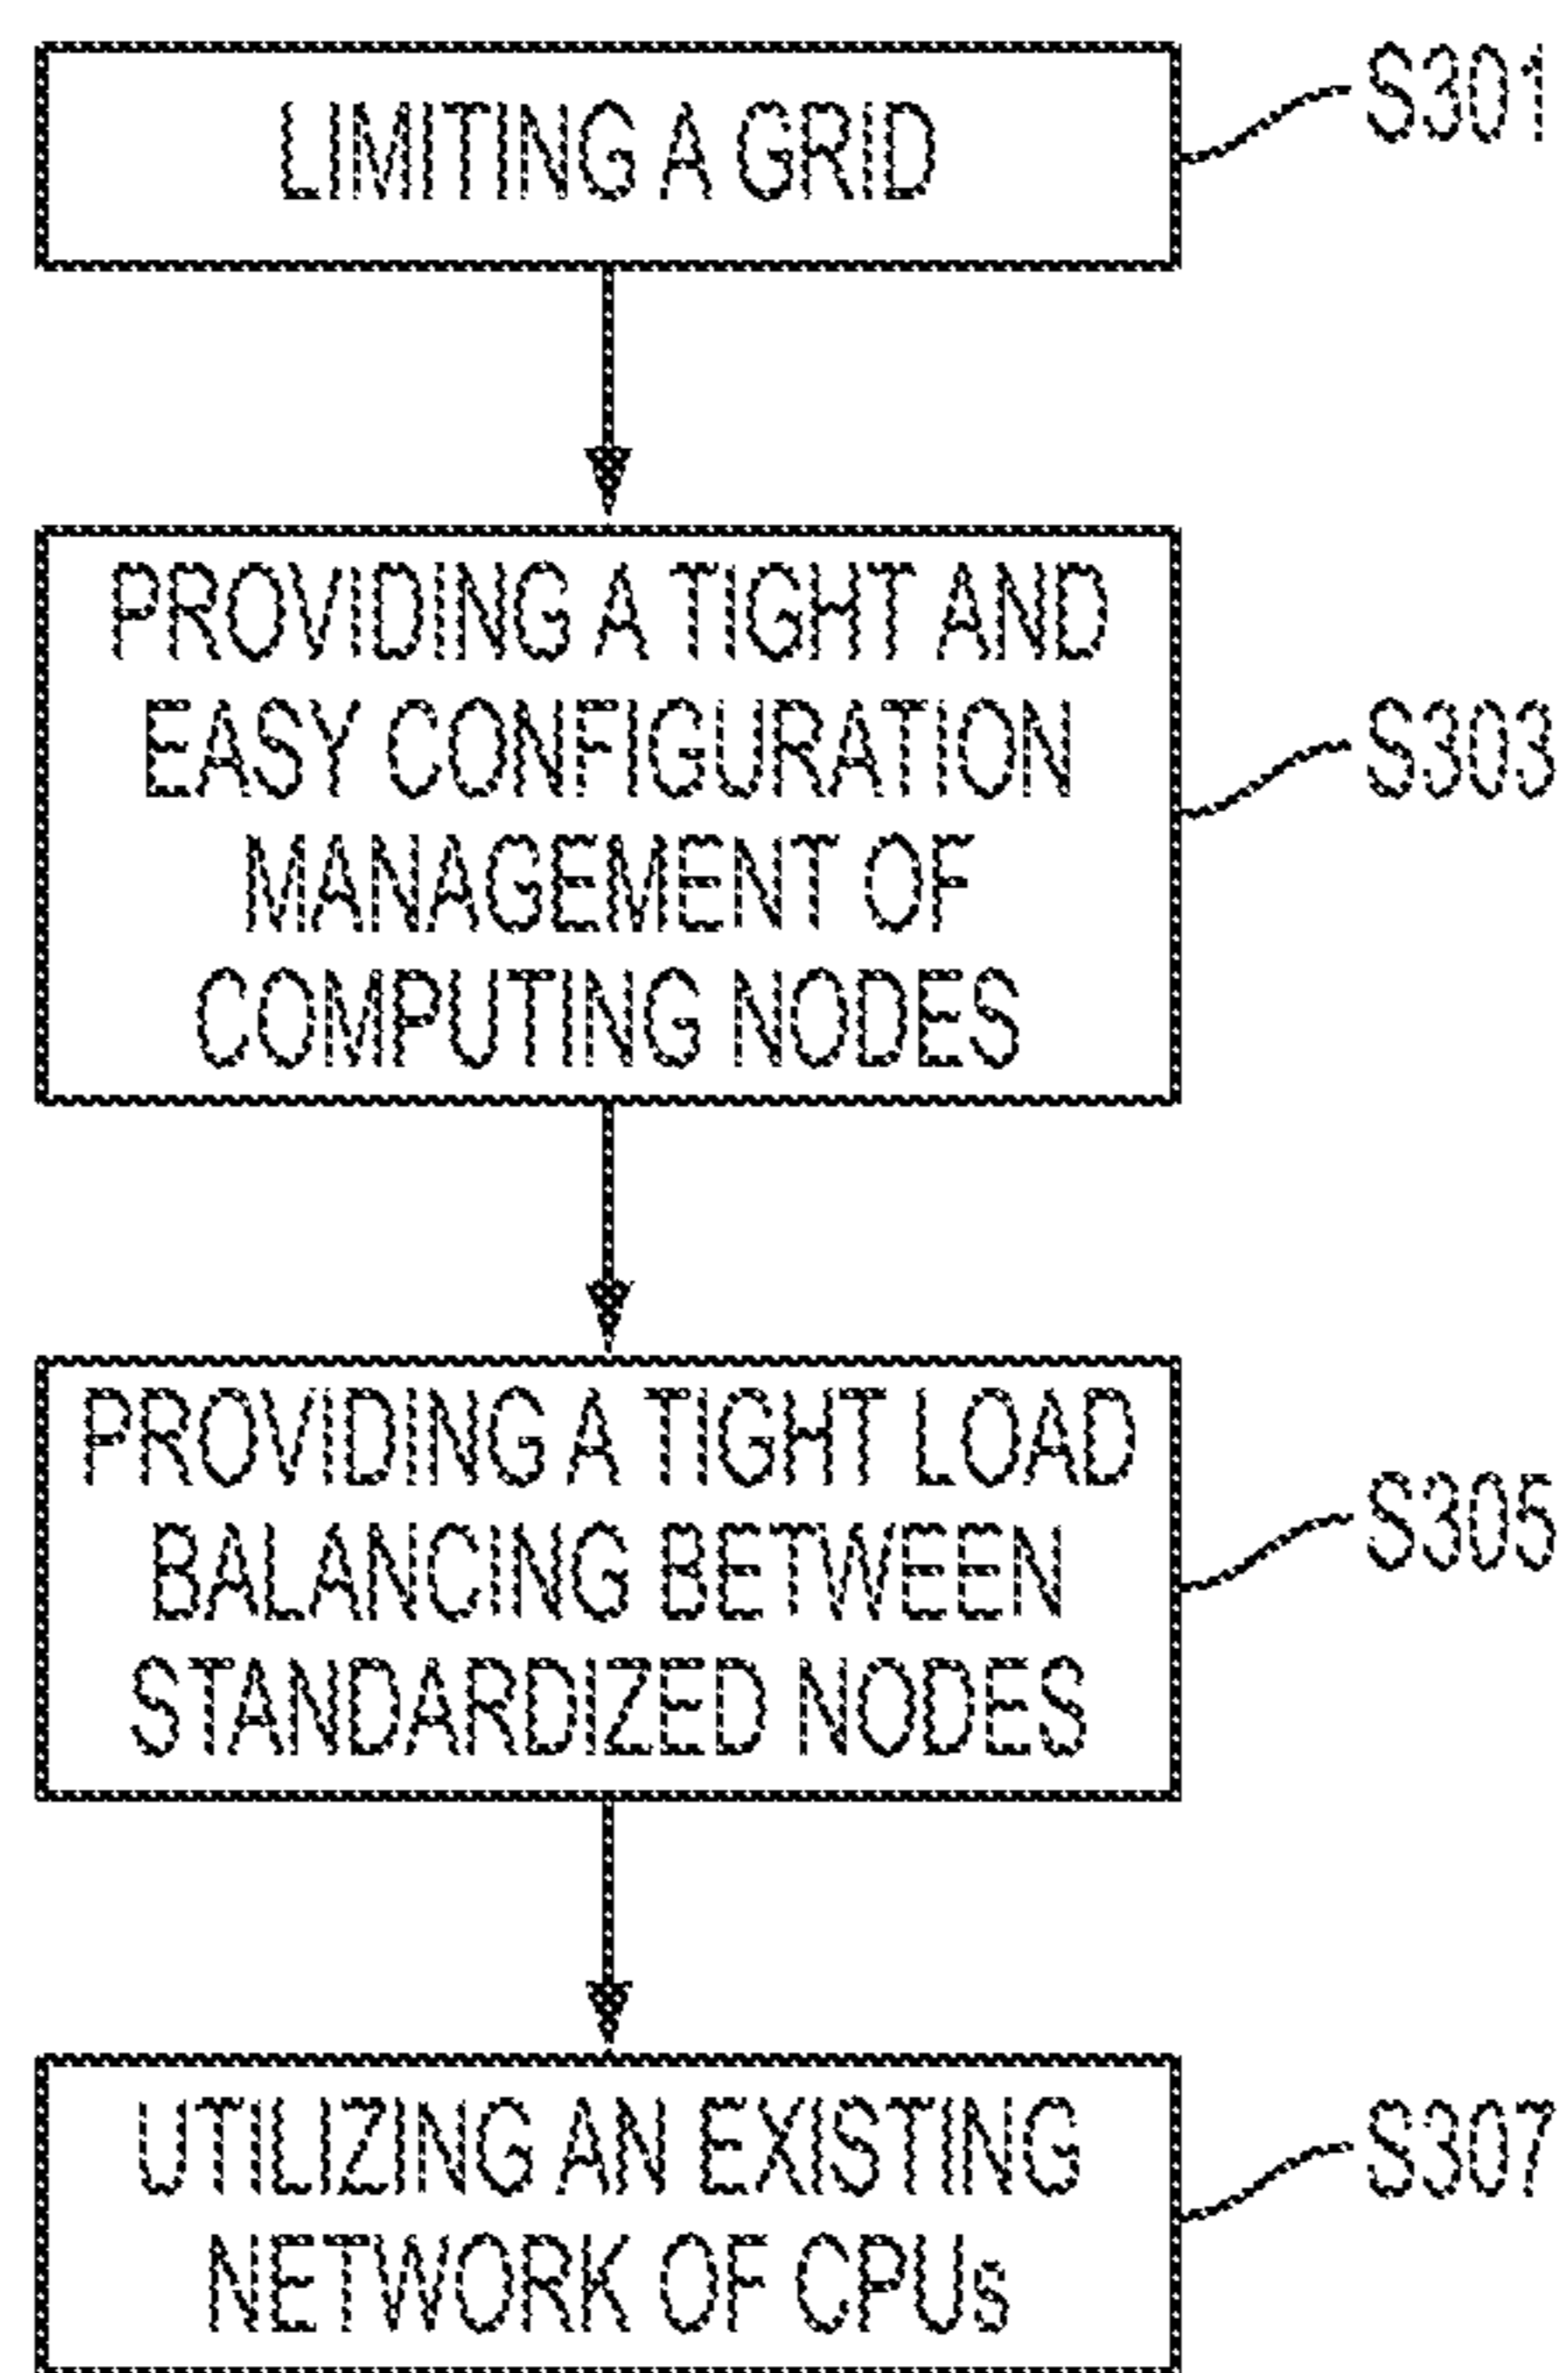 LIMITING A GRID
S301
PROVIDING A TIGHT AND
EASY CONFIGURATION
MANAGEMENT OF
COMPUTING NODES
S303
PROVIDING A TIGHT LOAD
BALANCING BETWEEN
STANDARDIZED NODES
S305
UTILIZING AN EXISTING
NETWORK OF CPUs
S307